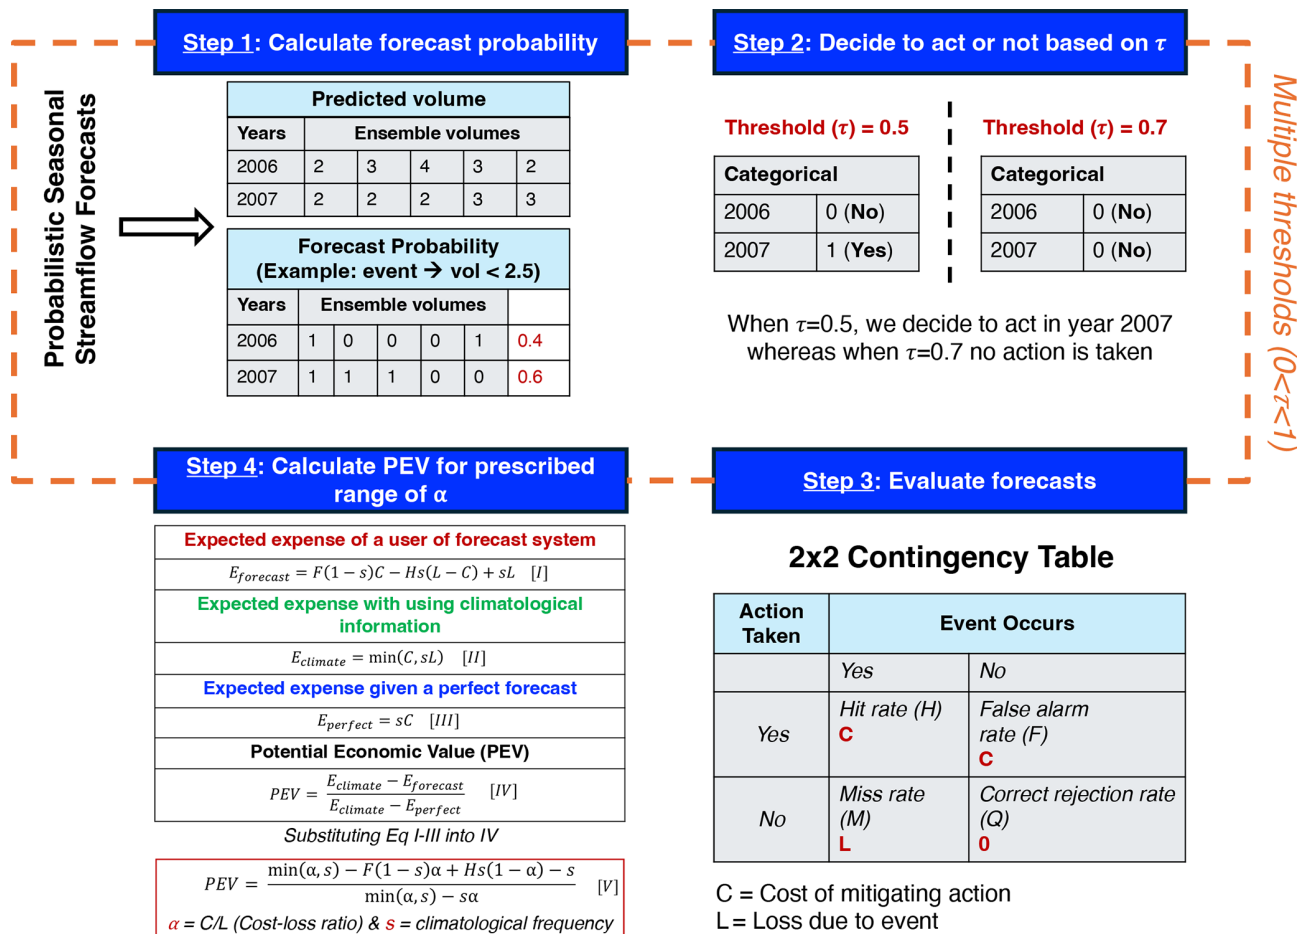 Step 1: Calculate forecast probability
Probabilistic Seasonal
Streamflow Forecasts
Predicted volume
Years Ensemble volumes
2006 2 3 4 3 2
2007 2 2 2 3 3
Forecast Probability
(Example: event → vol < 2.5)
Years Ensemble volumes
2006 1 0 0 0 1 0.4
2007 1 1 1 0 0 0.6
Step 2: Decide to act or not based on τ
Threshold (τ) = 0.5
Categorical
2006 0 (No)
2007 1 (Yes)
Threshold (τ) = 0.7
Categorical
2006 0 (No)
2007 0 (No)
When τ=0.5, we decide to act in year 2007
whereas when τ=0.7 no action is taken
Multiple thresholds (0<τ<1)
Step 3: Evaluate forecasts
2x2 Contingency Table
Action
Taken
Event Occurs
Yes No
Yes
Hit rate (H)
C
False alarm
rate (F)
C
No
Miss rate
(M)
L
Correct rejection rate
(Q)
0
C = Cost of mitigating action
L = Loss due to event
Step 4: Calculate PEV for prescribed
range of α
Expected expense of a user of forecast system
E_forecast = F(1 − s)C − Hs(L − C) + sL [I]
Expected expense with using climatological
information
E_climate = min(C, sL) [II]
Expected expense given a perfect forecast
E_perfect = sC [III]
Potential Economic Value (PEV)
PEV = (E_climate − E_forecast) / (E_climate − E_perfect) [IV]
Substituting Eq I-III into IV
PEV = (min(α, s) − F(1 − s)α + Hs(1 − α) − s) / (min(α, s) − sα) [V]
α = C/L (Cost-loss ratio) & s = climatological frequency